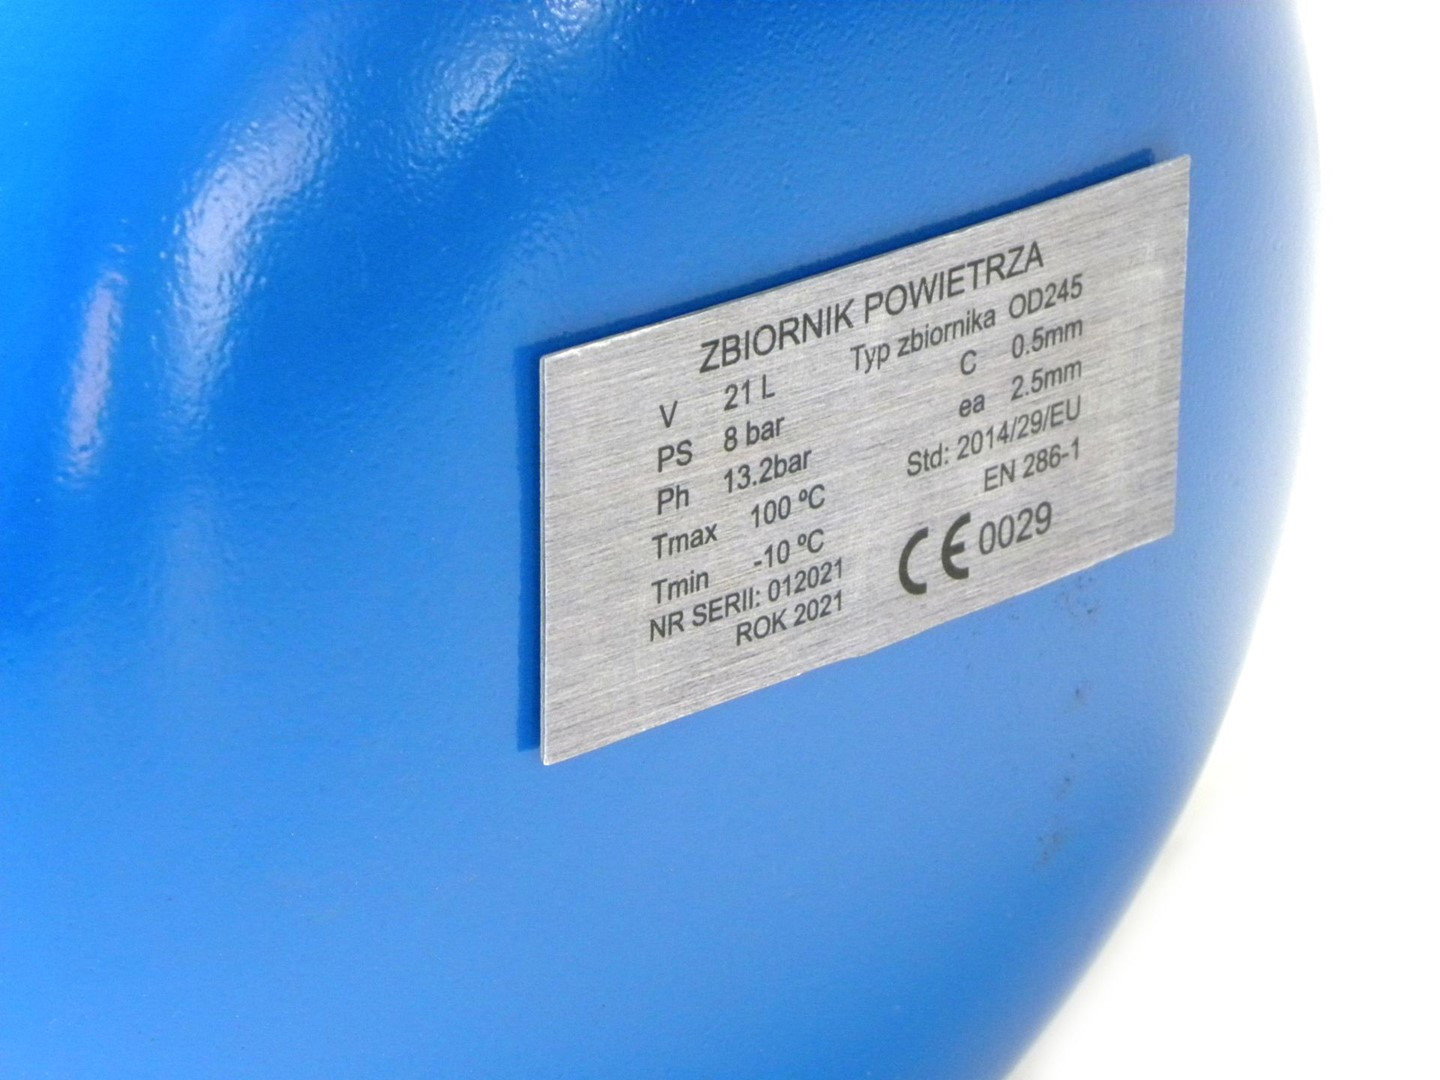 ZBIORNIK POWIETRZA
V 21 L Typ zbiornika OD245
PS 8 bar C 0.5mm
Ph 13.2bar ea 2.5mm
Tmax 100 ºC Std: 2014/29/EU
Tmin -10 ºC EN 286-1
NR SERII: 012021 CE 0029
ROK 2021